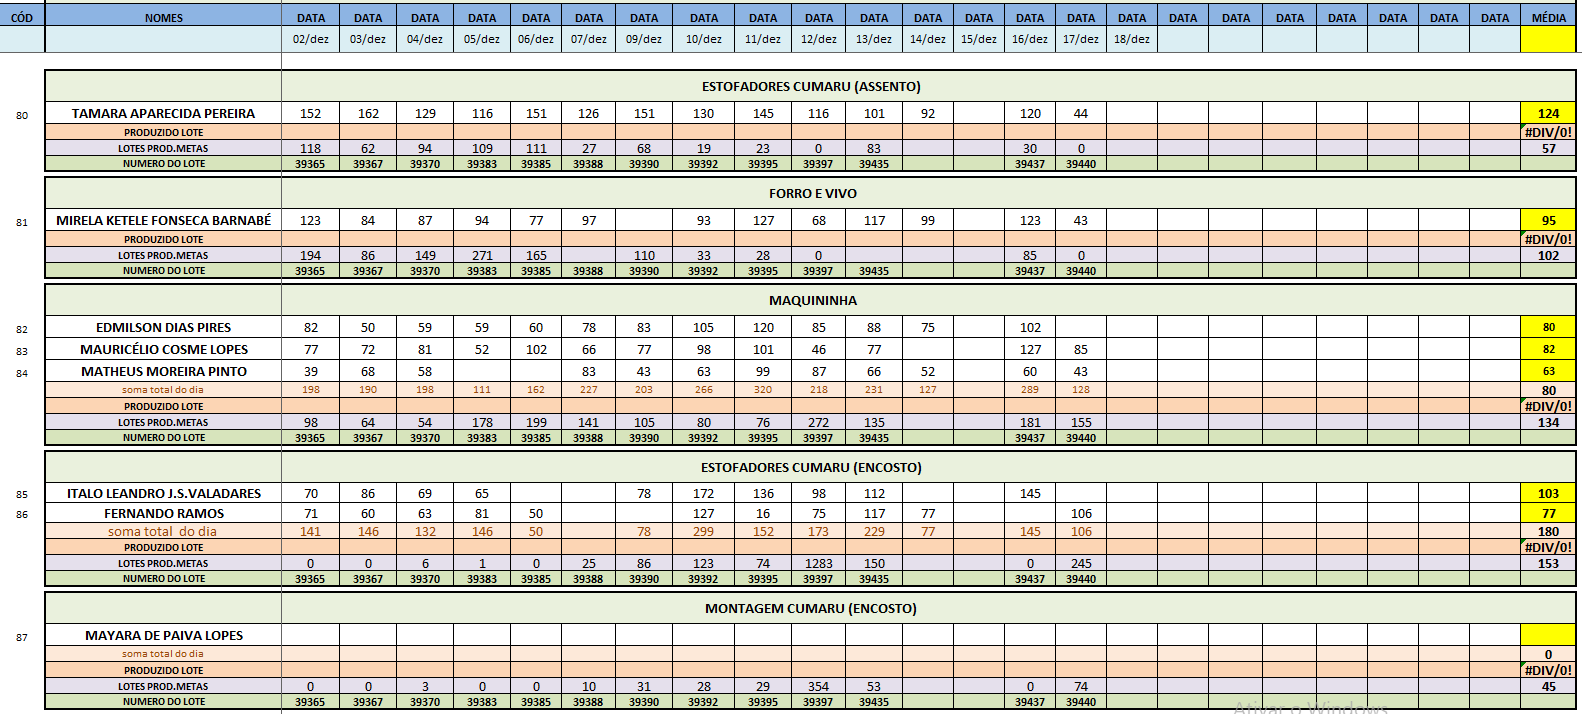 CÓD NOMES DATA DATA DATA DATA DATA DATA DATA DATA DATA DATA DATA DATA DATA DATA DATA DATA DATA DATA DATA DATA DATA DATA DATA MÉDIA
02/dez 03/dez 04/dez 05/dez 06/dez 07/dez 09/dez 10/dez 11/dez 12/dez 13/dez 14/dez 15/dez 16/dez 17/dez 18/dez
ESTOFADORES CUMARU (ASSENTO)
80 TAMARA APARECIDA PEREIRA 152 162 129 116 151 126 151 130 145 116 101 92 120 44 124
PRODUZIDO LOTE #DIV/0!
LOTES PROD.METAS 118 62 94 109 111 27 68 19 23 0 83 30 0 57
NUMERO DO LOTE 39365 39367 39370 39383 39385 39388 39390 39392 39395 39397 39435 39437 39440
FORRO E VIVO
81 MIRELA KETELE FONSECA BARNABÉ 123 84 87 94 77 97 93 127 68 117 99 123 43 95
PRODUZIDO LOTE #DIV/0!
LOTES PROD.METAS 194 86 149 271 165 110 33 28 0 85 0 102
NUMERO DO LOTE 39365 39367 39370 39383 39385 39388 39390 39392 39395 39397 39435 39437 39440
MAQUININHA
82 EDMILSON DIAS PIRES 82 50 59 59 60 78 83 105 120 85 88 75 102 80
83 MAURICÉLIO COSME LOPES 77 72 81 52 102 66 77 98 101 46 77 127 85 82
84 MATHEUS MOREIRA PINTO 39 68 58 83 43 63 99 87 66 52 60 43 63
soma total do dia 198 190 198 111 162 227 203 266 320 218 231 127 289 128 80
PRODUZIDO LOTE #DIV/0!
LOTES PROD.METAS 98 64 54 178 199 141 105 80 76 272 135 181 155 134
NUMERO DO LOTE 39365 39367 39370 39383 39385 39388 39390 39392 39395 39397 39435 39437 39440
ESTOFADORES CUMARU (ENCOSTO)
85 ITALO LEANDRO J.S.VALADARES 70 86 69 65 78 172 136 98 112 145 103
86 FERNANDO RAMOS 71 60 63 81 50 127 16 75 117 77 106 77
soma total do dia 141 146 132 146 50 78 299 152 173 229 77 145 106 180
PRODUZIDO LOTE #DIV/0!
LOTES PROD.METAS 0 0 6 1 0 25 86 123 74 1283 150 0 245 153
NUMERO DO LOTE 39365 39367 39370 39383 39385 39388 39390 39392 39395 39397 39435 39437 39440
MONTAGEM CUMARU (ENCOSTO)
87 MAYARA DE PAIVA LOPES
soma total do dia 0
PRODUZIDO LOTE #DIV/0!
LOTES PROD.METAS 0 0 3 0 0 10 31 28 29 354 53 0 74 45
NUMERO DO LOTE 39365 39367 39370 39383 39385 39388 39390 39392 39395 39397 39435 39437 39440
Ativar o Windows